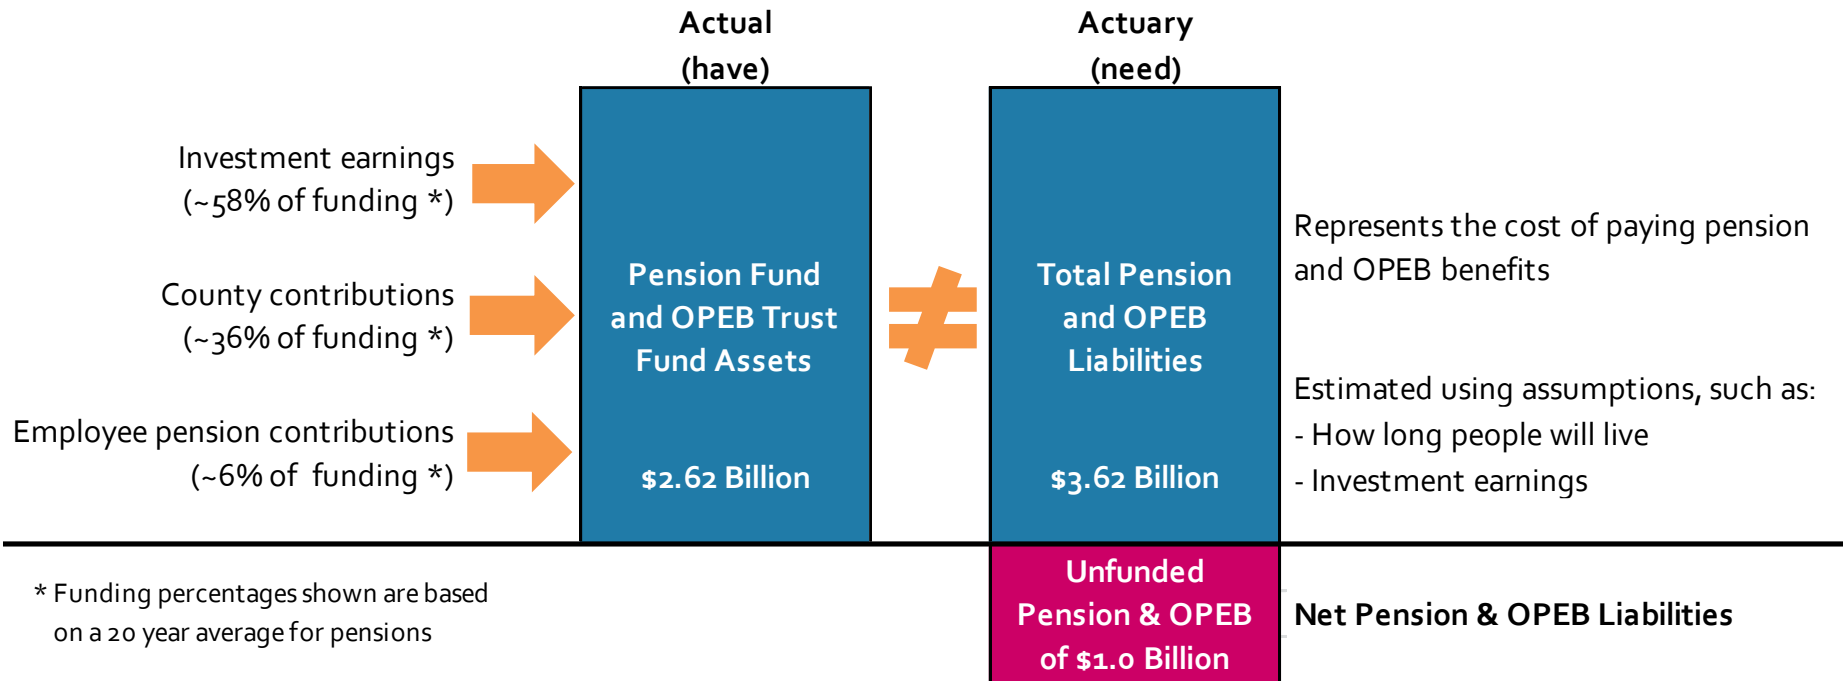 Actual
(have)
Actuary
(need)
Investment earnings
(~58% of funding *)
County contributions
(~36% of funding *)
Employee pension contributions
(~6% of  funding *)
Pension Fund
and OPEB Trust
Fund Assets
$2.62 Billion
≠
Total Pension
and OPEB
Liabilities
$3.62 Billion
Represents the cost of paying pension
and OPEB benefits
Estimated using assumptions, such as:
- How long people will live
- Investment earnings
* Funding percentages shown are based
on a 20 year average for pensions
Unfunded
Pension & OPEB
of $1.0 Billion
Net Pension & OPEB Liabilities